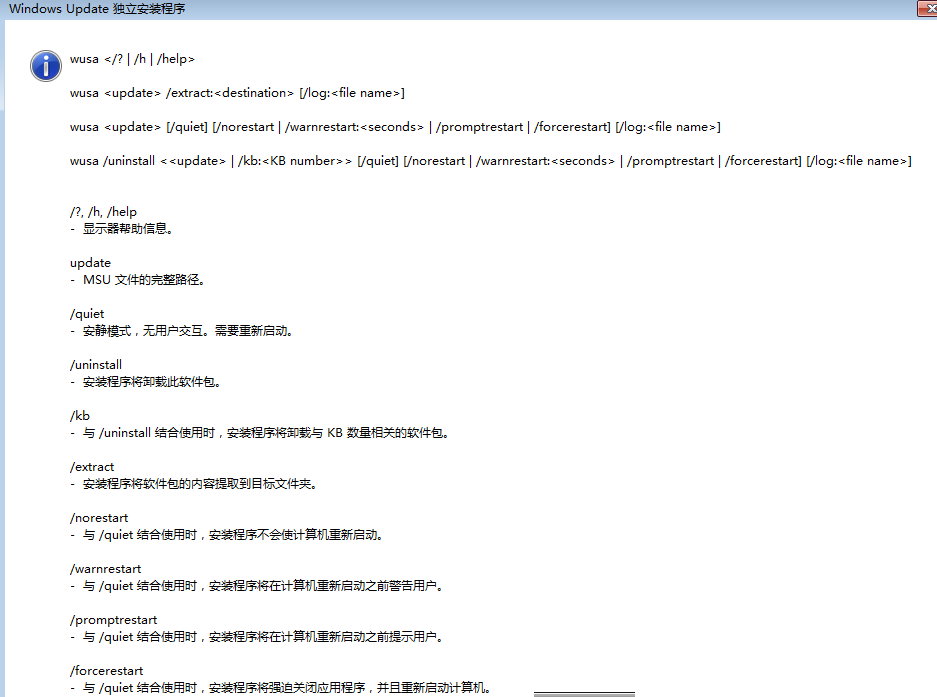 Windows Update 独立安装程序
wusa </? | /h | /help>
wusa <update> /extract:<destination> [/log:<file name>]
wusa <update> [/quiet] [/norestart | /warnrestart:<seconds> | /promptrestart | /forcerestart] [/log:<file name>]
wusa /uninstall <<update> | /kb:<KB number>> [/quiet] [/norestart | /warnrestart:<seconds> | /promptrestart | /forcerestart] [/log:<file name>]
/?, /h, /help
- 显示器帮助信息。
update
- MSU 文件的完整路径。
/quiet
- 安静模式，无用户交互。需要重新启动。
/uninstall
- 安装程序将卸载此软件包。
/kb
- 与 /uninstall 结合使用时，安装程序将卸载与 KB 数量相关的软件包。
/extract
- 安装程序将软件包的内容提取到目标文件夹。
/norestart
- 与 /quiet 结合使用时，安装程序不会使计算机重新启动。
/warnrestart
- 与 /quiet 结合使用时，安装程序将在计算机重新启动之前警告用户。
/promptrestart
- 与 /quiet 结合使用时，安装程序将在计算机重新启动之前提示用户。
/forcerestart
- 与 /quiet 结合使用时，安装程序将强迫关闭应用程序，并且重新启动计算机。